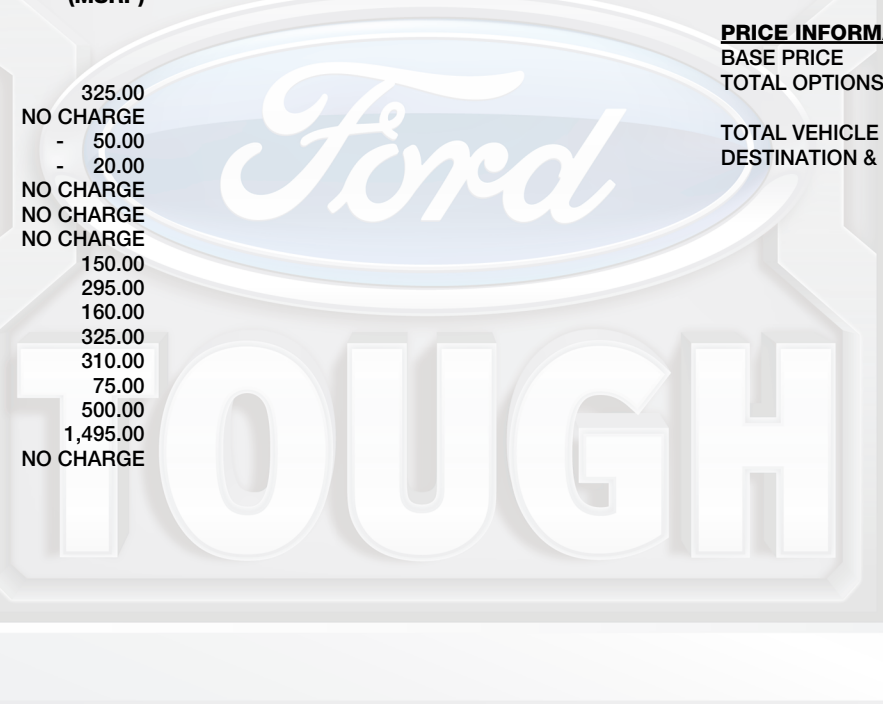 (MSRP)
325.00
NO CHARGE
- 50.00
- 20.00
NO CHARGE
NO CHARGE
NO CHARGE
150.00
295.00
160.00
325.00
310.00
75.00
500.00
1,495.00
NO CHARGE
PRICE INFORMA
BASE PRICE
TOTAL OPTIONS
TOTAL VEHICLE
DESTINATION &
Ford
TOUGH